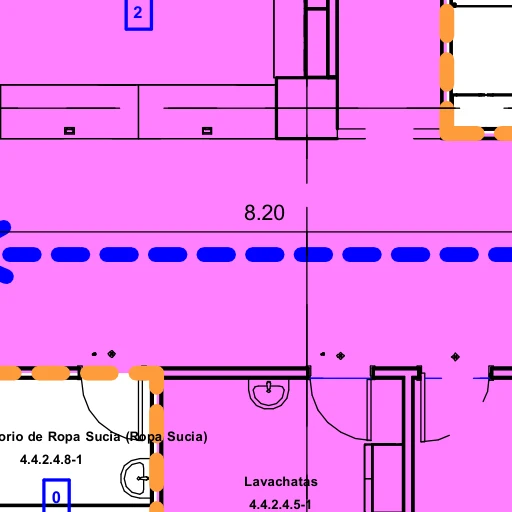 2
8.20
orio de Ropa Sucia (Ropa Sucia)
4.4.2.4.8-1
0
Lavachatas
4.4.2.4.5-1